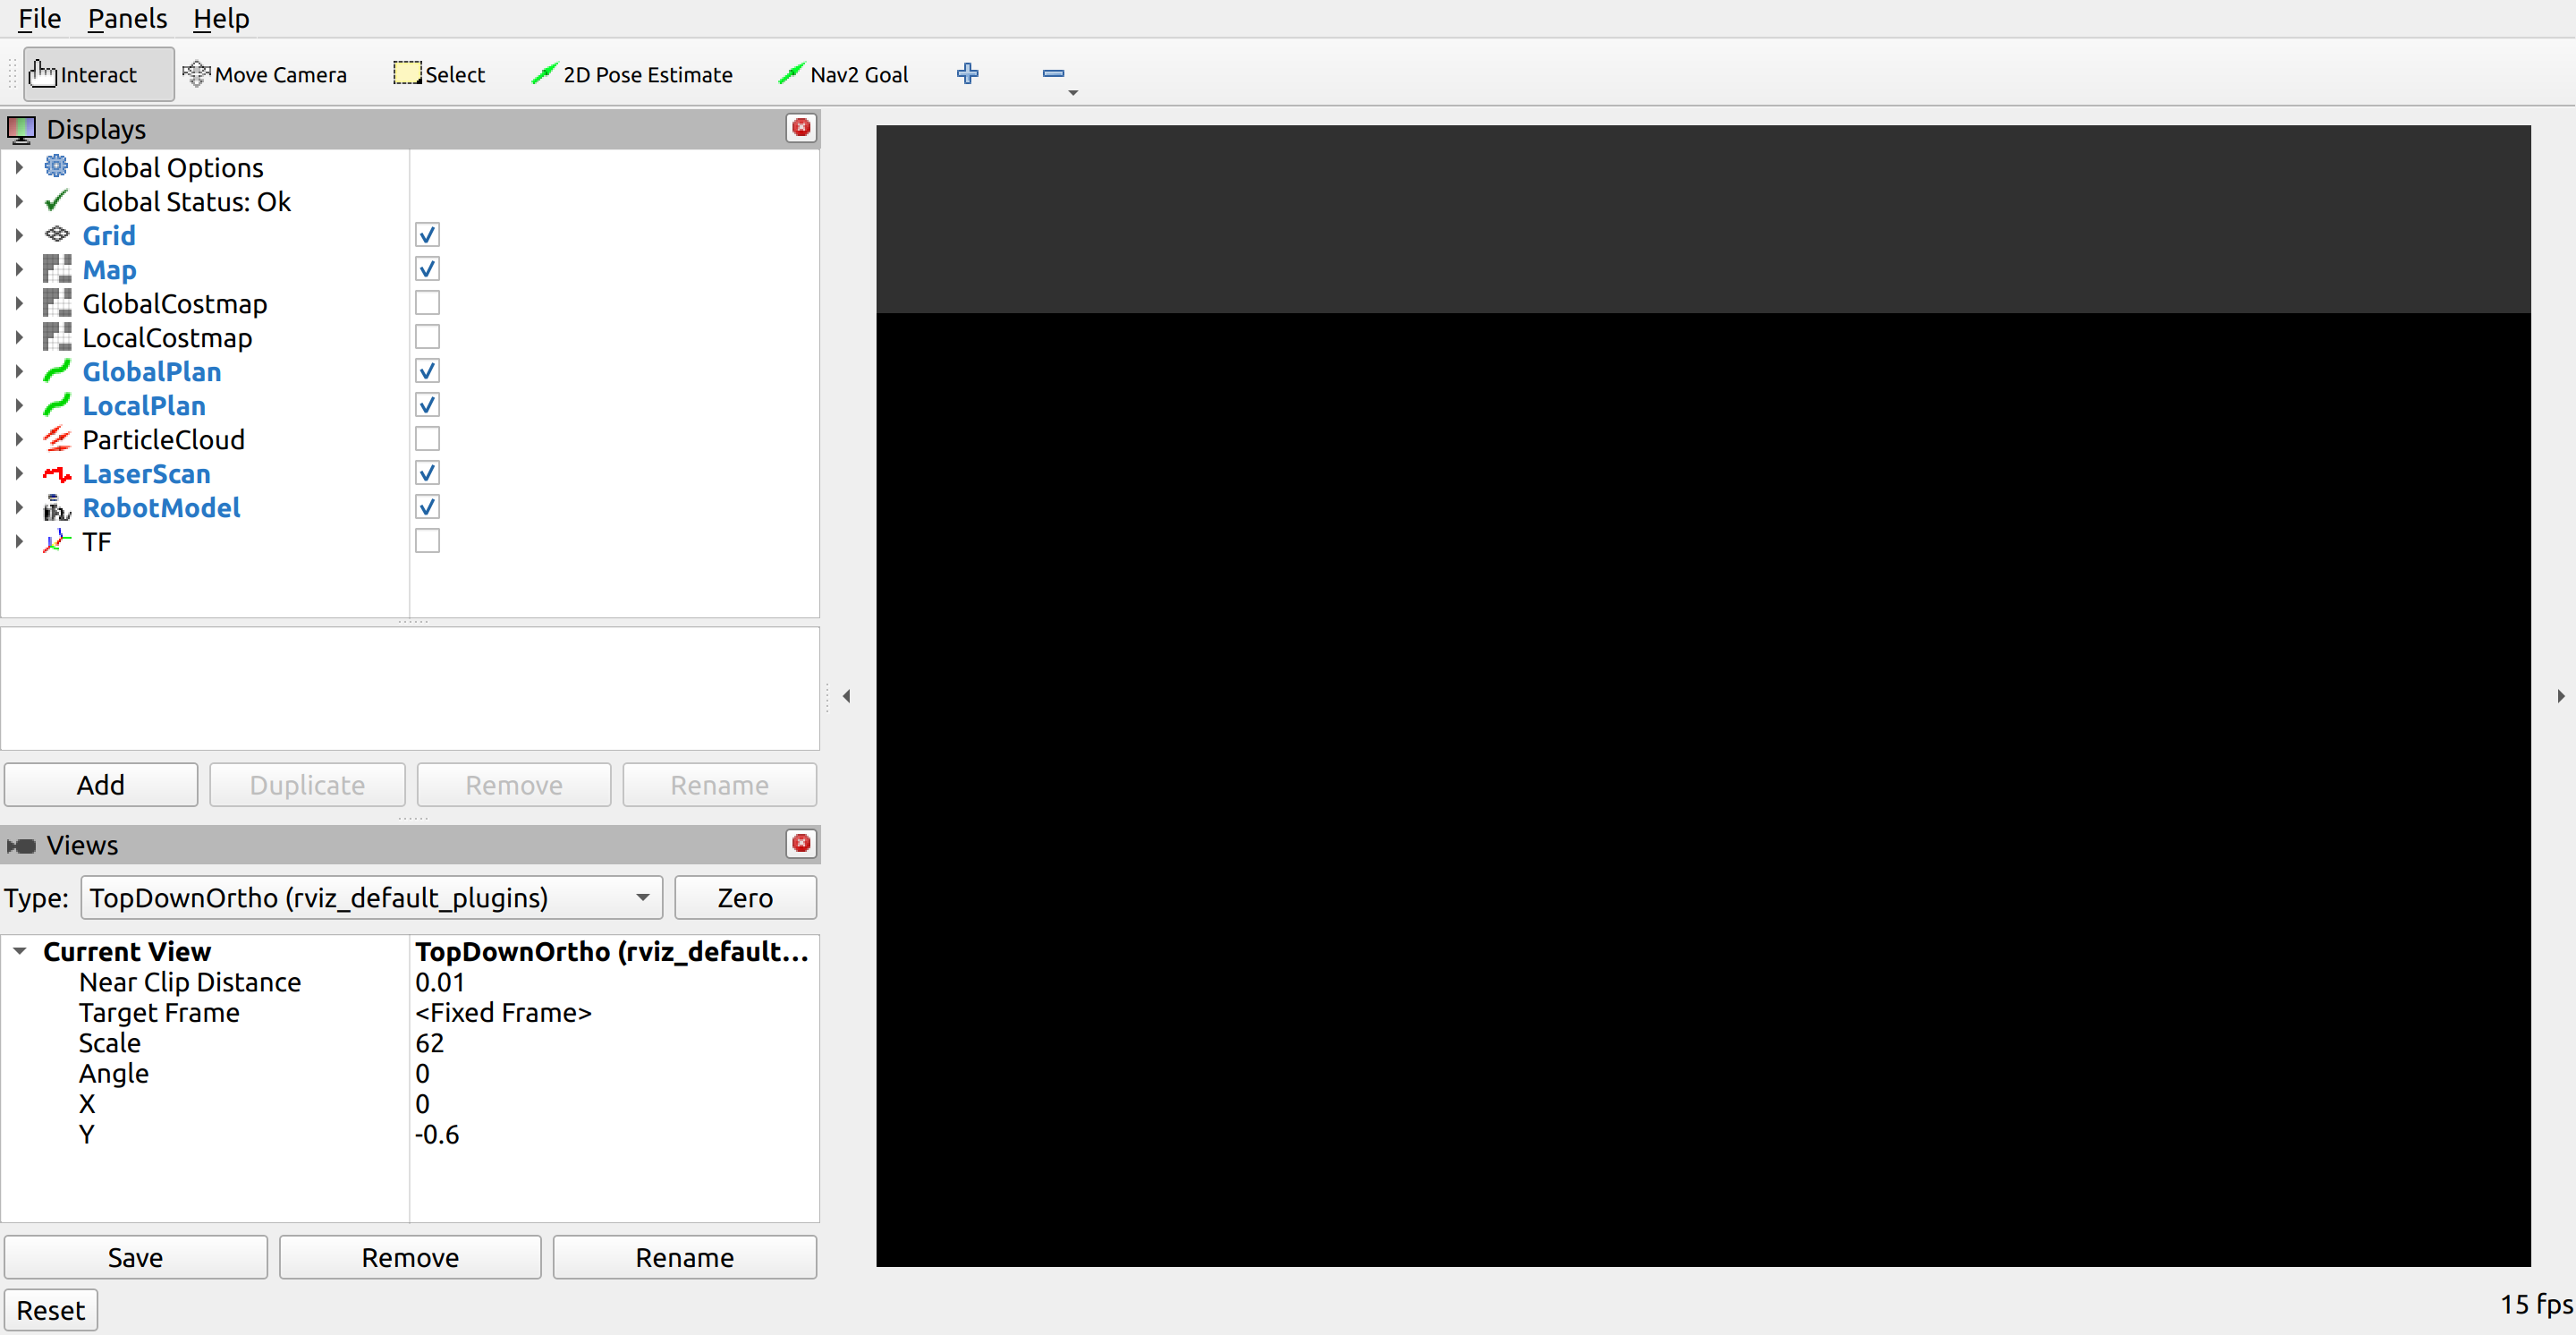 File Panels Help
Interact Move Camera Select 2D Pose Estimate Nav2 Goal
Displays
Global Options
Global Status: Ok
Grid
Map
GlobalCostmap
LocalCostmap
GlobalPlan
LocalPlan
ParticleCloud
LaserScan
RobotModel
TF
Add Duplicate Remove Rename
Views
Type: TopDownOrtho (rviz_default_plugins) Zero
Current View TopDownOrtho (rviz_default...
Near Clip Distance 0.01
Target Frame <Fixed Frame>
Scale 62
Angle 0
X 0
Y -0.6
Save Remove Rename
Reset 15 fps